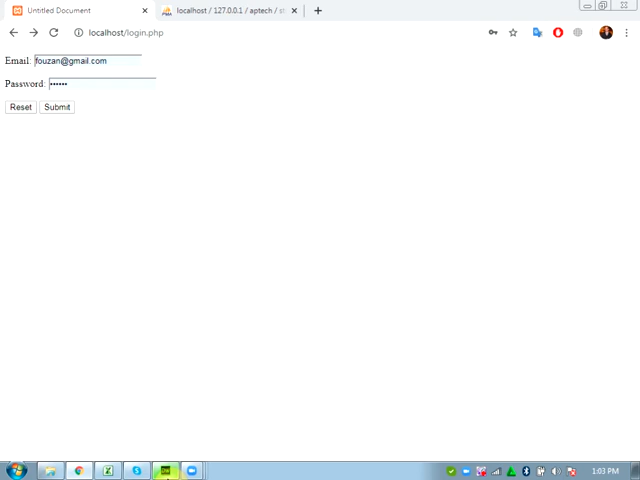 Untitled Document
localhost / 127.0.0.1 / aptech / st
localhost/login.php
Email: fouzan@gmail.com
Password: ••••••
Reset Submit
1:03 PM